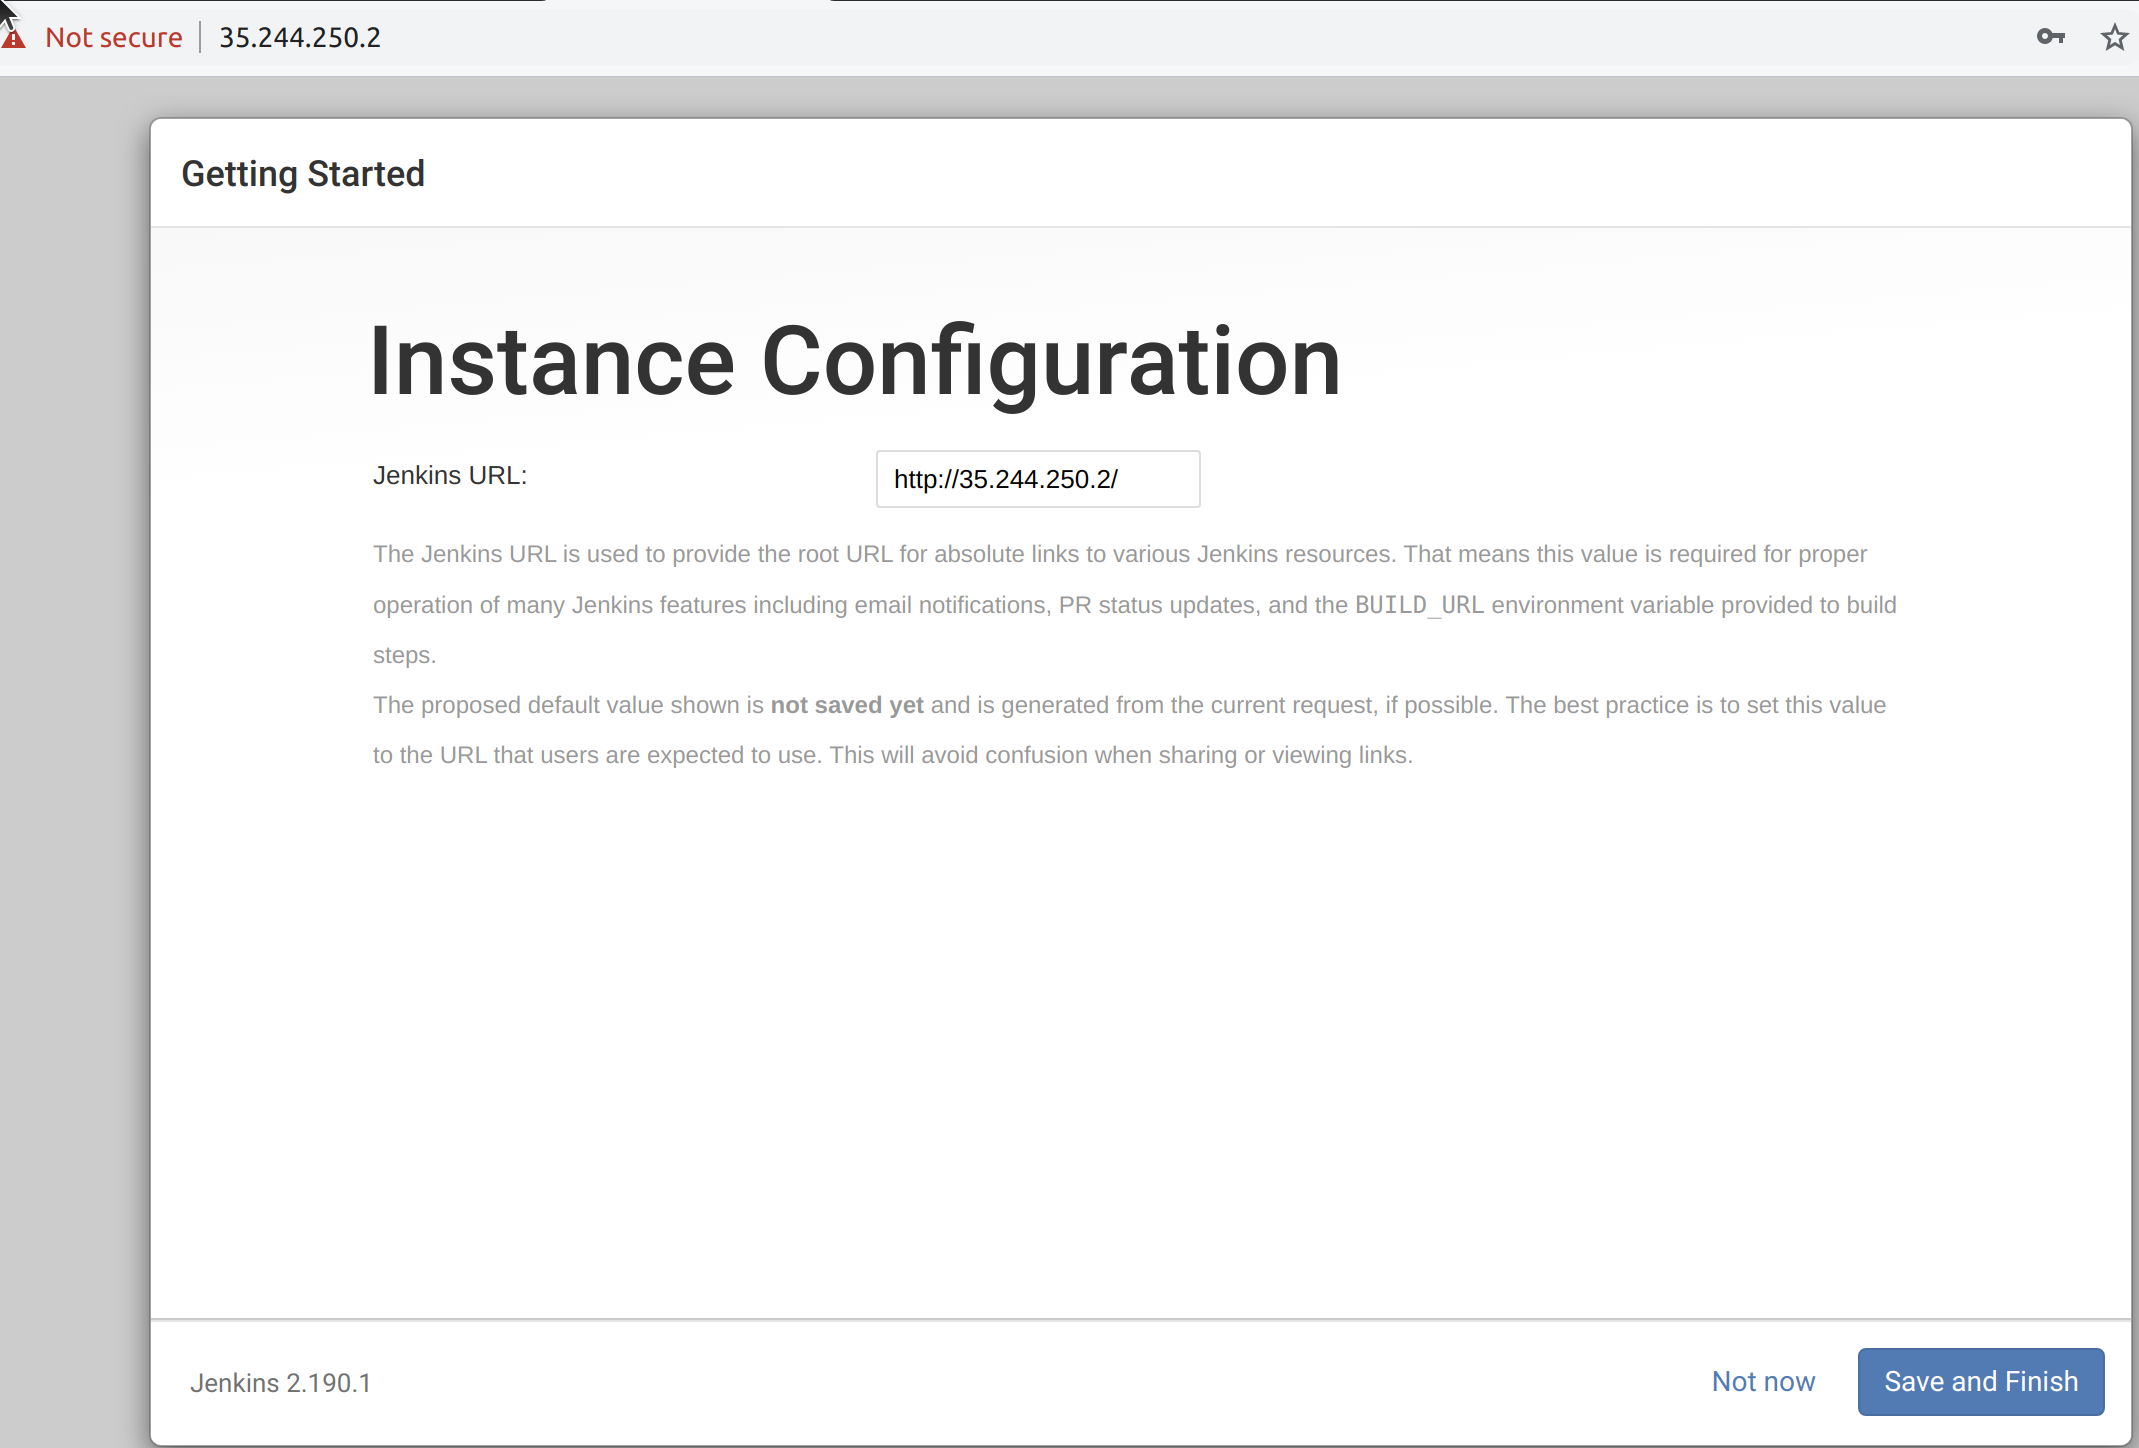 Not secure 35.244.250.2
Getting Started
Instance Configuration
Jenkins URL: http://35.244.250.2/
The Jenkins URL is used to provide the root URL for absolute links to various Jenkins resources. That means this value is required for proper
operation of many Jenkins features including email notifications, PR status updates, and the BUILD_URL environment variable provided to build
steps.
The proposed default value shown is not saved yet and is generated from the current request, if possible. The best practice is to set this value
to the URL that users are expected to use. This will avoid confusion when sharing or viewing links.
Jenkins 2.190.1 Not now Save and Finish